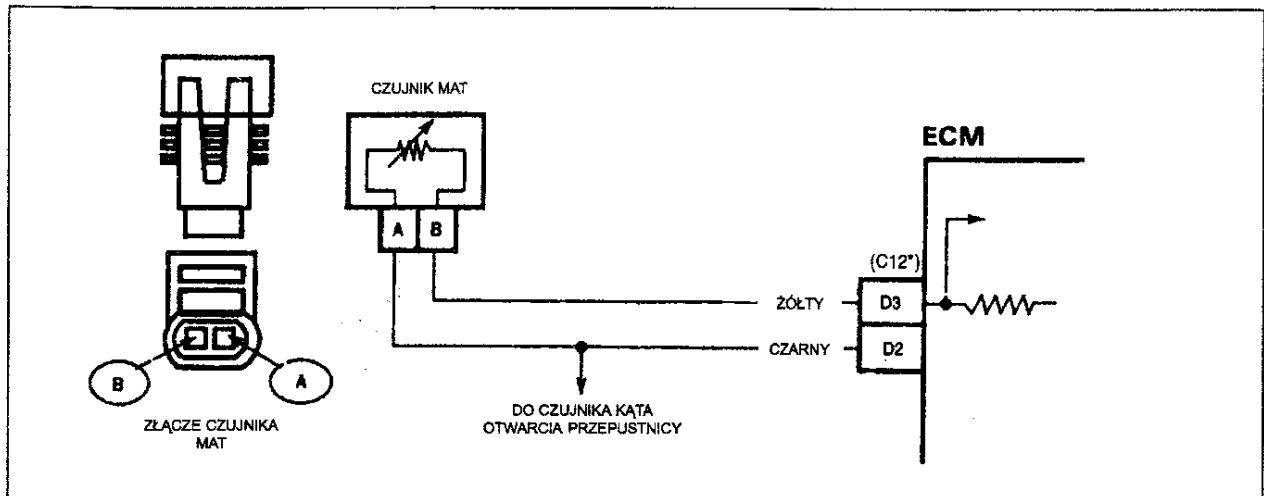 CZUJNIK MAT
ECM
A
B
(C12*)
ŻÓŁTY
D3
CZARNY
D2
B
A
ZŁĄCZE CZUJNIKA
MAT
DO CZUJNIKA KĄTA
OTWARCIA PRZEPUSTNICY